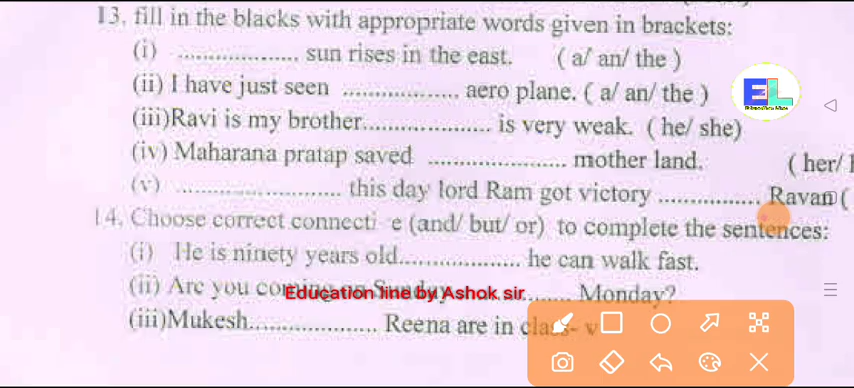 13. fill in the blacks with appropriate words given in brackets:
(i) .................... sun rises in the east. ( a/ an/ the )
(ii) I have just seen .................... aero plane. ( a/ an/ the )
(iii)Ravi is my brother..................... is very weak. ( he/ she)
(iv) Maharana pratap saved ........................ mother land. ( her/
(v) ............................ this day lord Ram got victory ................. Ravan (
14. Choose correct connecti e (and/ but/ or) to complete the sentences:
(i) He is ninety years old.................... he can walk fast.
(ii) Are you coming on Sunday........ Monday?
Education line by Ashok sir
(iii)Mukesh...................... Reena are in class- v
EL